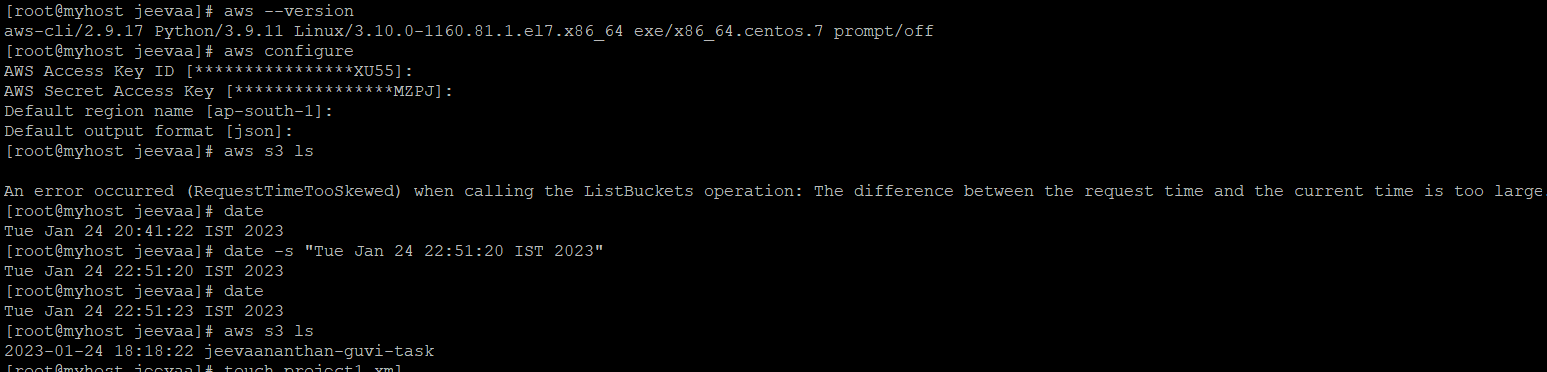 [root@myhost jeevaa]# aws --version
aws-cli/2.9.17 Python/3.9.11 Linux/3.10.0-1160.81.1.el7.x86_64 exe/x86_64.centos.7 prompt/off
[root@myhost jeevaa]# aws configure
AWS Access Key ID [****************XU55]:
AWS Secret Access Key [****************MZPJ]:
Default region name [ap-south-1]:
Default output format [json]:
[root@myhost jeevaa]# aws s3 ls
An error occurred (RequestTimeTooSkewed) when calling the ListBuckets operation: The difference between the request time and the current time is too large.
[root@myhost jeevaa]# date
Tue Jan 24 20:41:22 IST 2023
[root@myhost jeevaa]# date -s "Tue Jan 24 22:51:20 IST 2023"
Tue Jan 24 22:51:20 IST 2023
[root@myhost jeevaa]# date
Tue Jan 24 22:51:23 IST 2023
[root@myhost jeevaa]# aws s3 ls
2023-01-24 18:18:22 jeevaananthan-guvi-task
[root@myhost jeevaa]# touch project1.xml